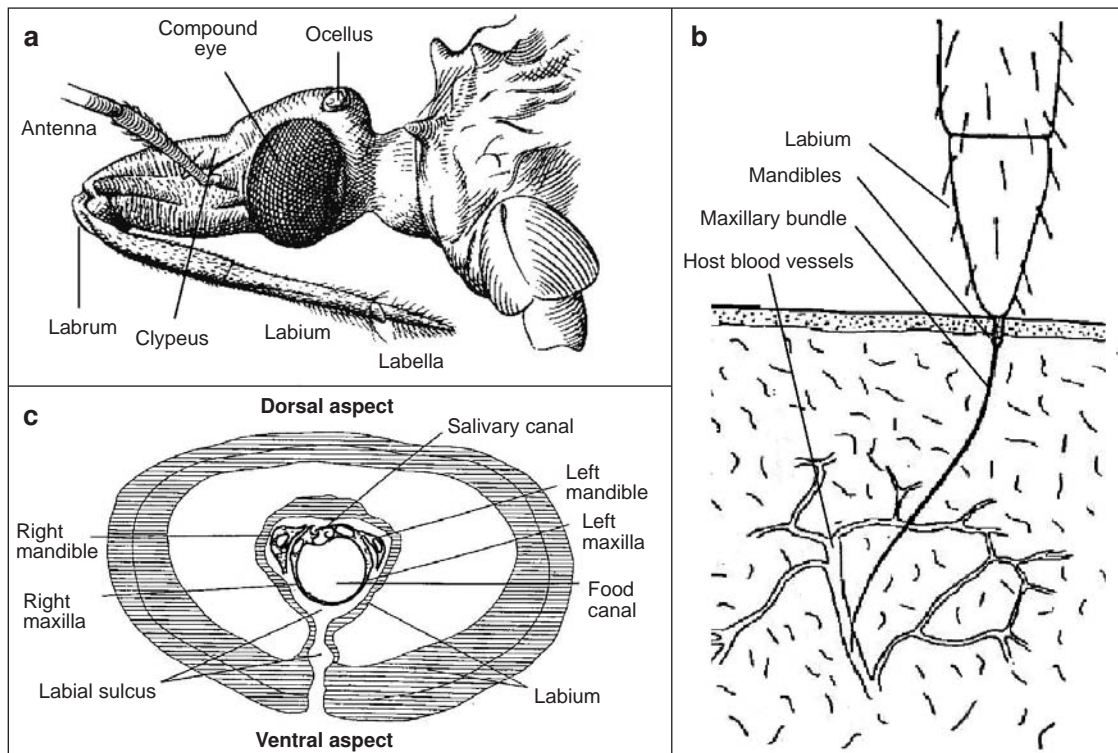 a
Compound
eye
Ocellus
Antenna
Labrum
Clypeus
Labium
Labella
b
Labium
Mandibles
Maxillary bundle
Host blood vessels
c
Dorsal aspect
Salivary canal
Left
mandible
Left
maxilla
Right
mandible
Food
canal
Right
maxilla
Labial sulcus
Labium
Ventral aspect